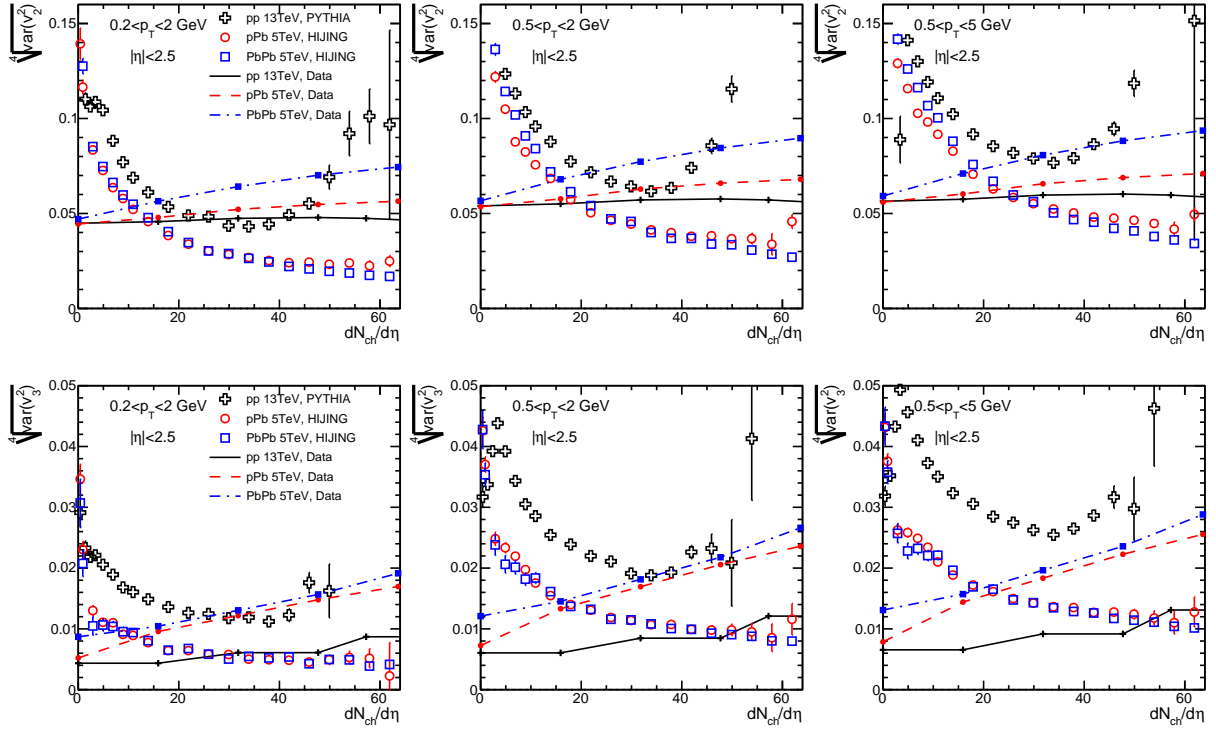 ⁴√var(v₂²)
0.2<p_T<2 GeV
|η|<2.5
pp 13TeV, PYTHIA
pPb 5TeV, HIJING
PbPb 5TeV, HIJING
pp 13TeV, Data
pPb 5TeV, Data
PbPb 5TeV, Data
0.15
0.1
0.05
0
0 20 40 60
dN_ch/dη
⁴√var(v₂²)
0.5<p_T<2 GeV
|η|<2.5
0.15
0.1
0.05
0
0 20 40 60
dN_ch/dη
⁴√var(v₂²)
0.5<p_T<5 GeV
|η|<2.5
0.15
0.1
0.05
0
0 20 40 60
dN_ch/dη
⁴√var(v₃²)
0.2<p_T<2 GeV
|η|<2.5
pp 13TeV, PYTHIA
pPb 5TeV, HIJING
PbPb 5TeV, HIJING
pp 13TeV, Data
pPb 5TeV, Data
PbPb 5TeV, Data
0.05
0.04
0.03
0.02
0.01
0
0 20 40 60
dN_ch/dη
⁴√var(v₃²)
0.5<p_T<2 GeV
|η|<2.5
0.05
0.04
0.03
0.02
0.01
0
0 20 40 60
dN_ch/dη
⁴√var(v₃²)
0.5<p_T<5 GeV
|η|<2.5
0.05
0.04
0.03
0.02
0.01
0
0 20 40 60
dN_ch/dη